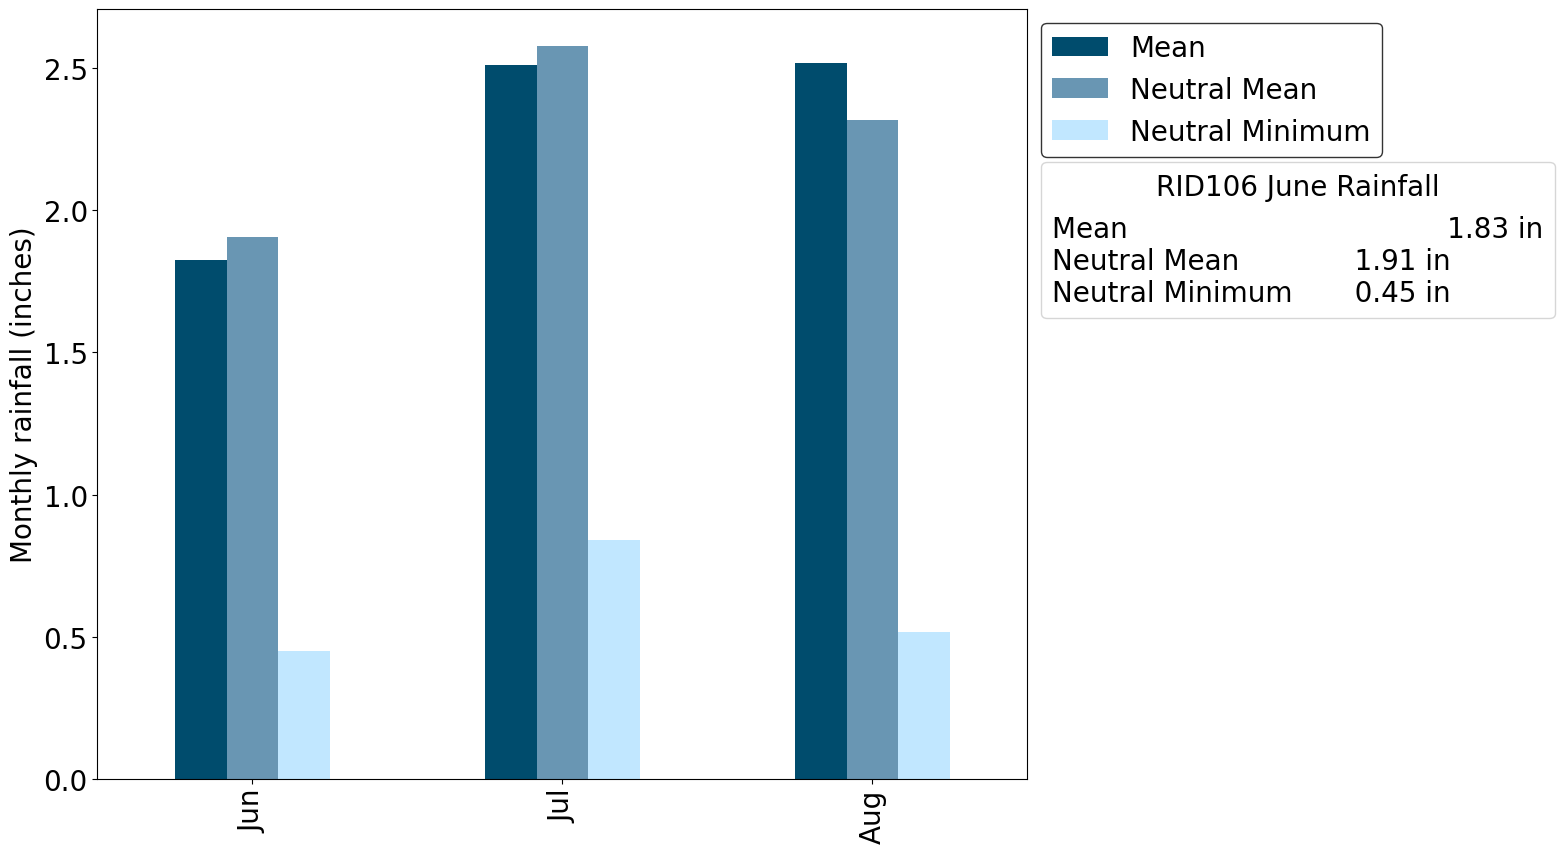 Monthly rainfall (inches)
2.5
2.0
1.5
1.0
0.5
0.0
Jun
Jul
Aug
Mean
Neutral Mean
Neutral Minimum
RID106 June Rainfall
Mean 1.83 in
Neutral Mean 1.91 in
Neutral Minimum 0.45 in